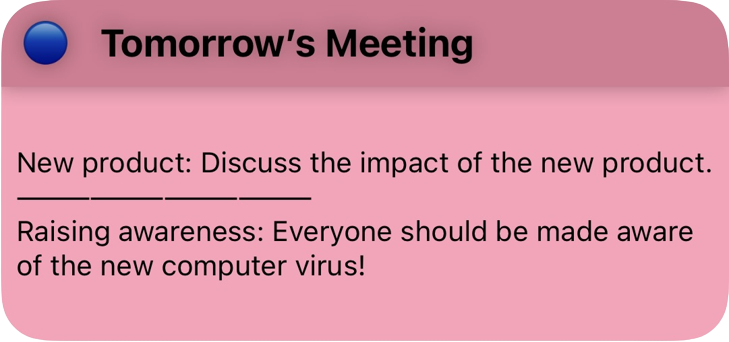 Tomorrow’s Meeting
New product: Discuss the impact of the new product.
————————————
Raising awareness: Everyone should be made aware
of the new computer virus!